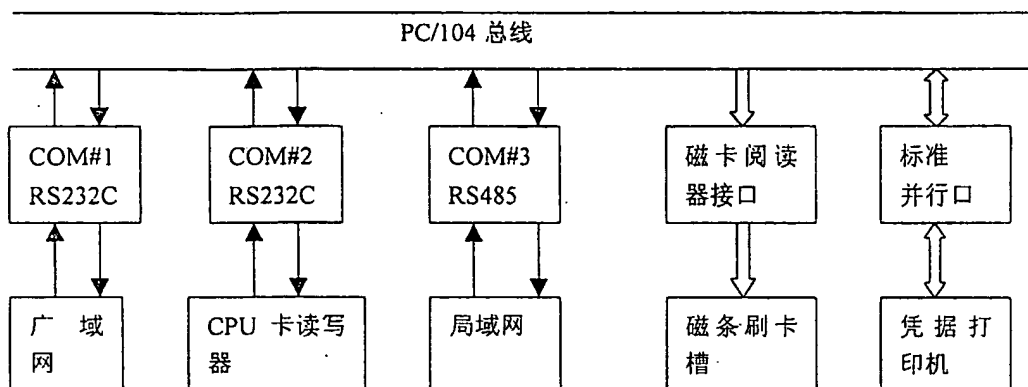 PC/104 总线
COM#1
RS232C
COM#2
RS232C
COM#3
RS485
磁卡阅读
器接口
标准
并行口
广域
网
CPU 卡读写
器
局域网
磁条刷卡
槽
凭据打
印机